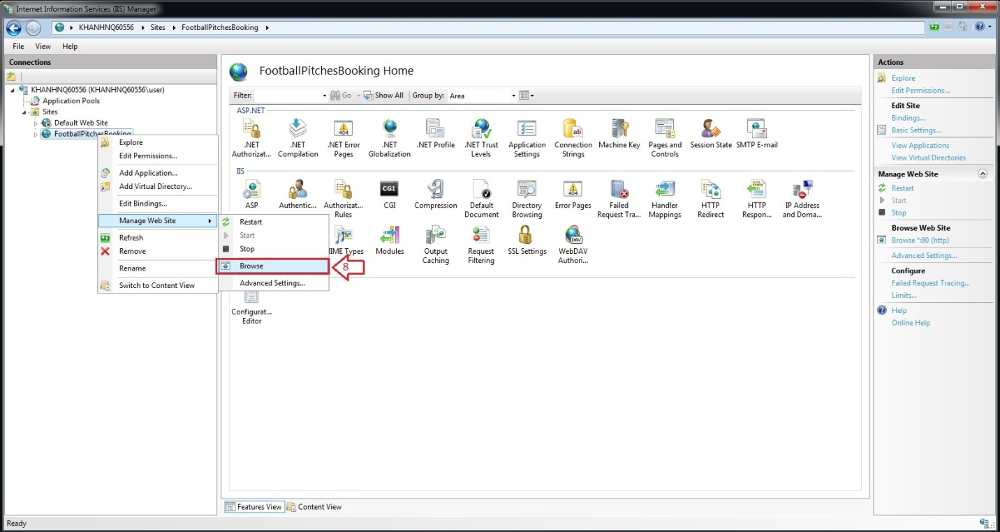 Internet Information Services (IIS) Manager
KHANHNQ60556
Sites
FootballPitchesBooking
File View Help
Connections
KHANHNQ60556 (KHANHNQ60556\user)
Application Pools
Sites
Default Web Site
FootballPitchesBooking
Explore
Edit Permissions...
Add Application...
Add Virtual Directory...
Edit Bindings...
Manage Web Site
Refresh
Remove
Rename
Switch to Content View
Restart
Start
Stop
Browse
8
Advanced Settings...
FootballPitchesBooking Home
Filter: Go Show All Group by: Area
ASP.NET
.NET Authorizat...
.NET Compilation
.NET Error Pages
.NET Globalization
.NET Profile
.NET Trust Levels
Application Settings
Connection Strings
Machine Key
Pages and Controls
Session State
SMTP E-mail
IIS
ASP
Authentic...
Authorizat... Rules
CGI
Compression
Default Document
Directory Browsing
Error Pages
Failed Request Tra...
Handler Mappings
HTTP Redirect
HTTP Respon...
IP Address and Doma...
MIME Types
Modules
Output Caching
Request Filtering
SSL Settings
WebDAV Authori...
Configurat... Editor
Features View Content View
Actions
Explore
Edit Permissions...
Edit Site
Bindings...
Basic Settings...
View Applications
View Virtual Directories
Manage Web Site
Restart
Start
Stop
Browse Web Site
Browse *:80 (http)
Advanced Settings...
Configure
Failed Request Tracing...
Limits...
Help
Online Help
Ready